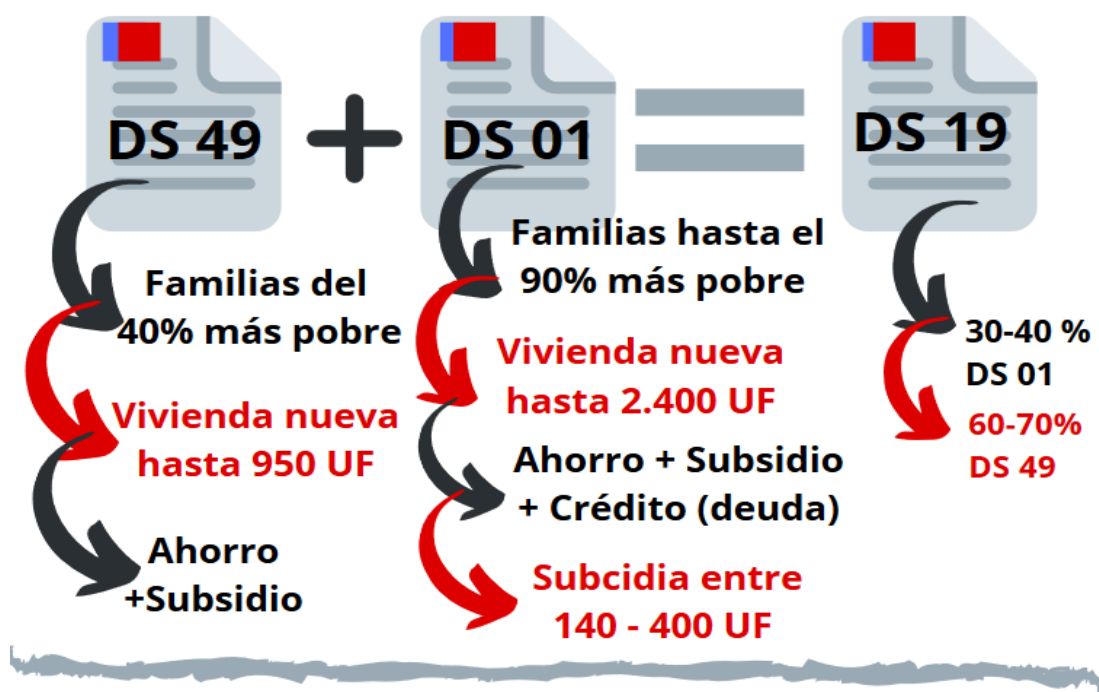 DS 49
+
DS 01
=
DS 19
Familias del
40% más pobre
Vivienda nueva
hasta 950 UF
Ahorro
+Subsidio
Familias hasta el
90% más pobre
Vivienda nueva
hasta 2.400 UF
Ahorro + Subsidio
+ Crédito (deuda)
Subcidia entre
140 - 400 UF
30-40 %
DS 01
60-70%
DS 49